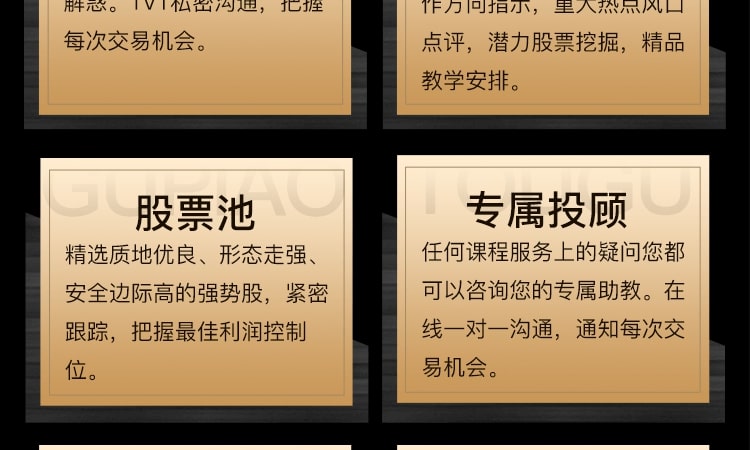 解惑。1V1私密沟通，把握
每次交易机会。
作方向指示，重大热点风口
点评，潜力股票挖掘，精品
教学安排。
GUPIAO
股票池
精选质地优良、形态走强、
安全边际高的强势股，紧密
跟踪，把握最佳利润控制
位。
TOUGU
专属投顾
任何课程服务上的疑问您都
可以咨询您的专属助教。在
线一对一沟通，通知每次交
易机会。